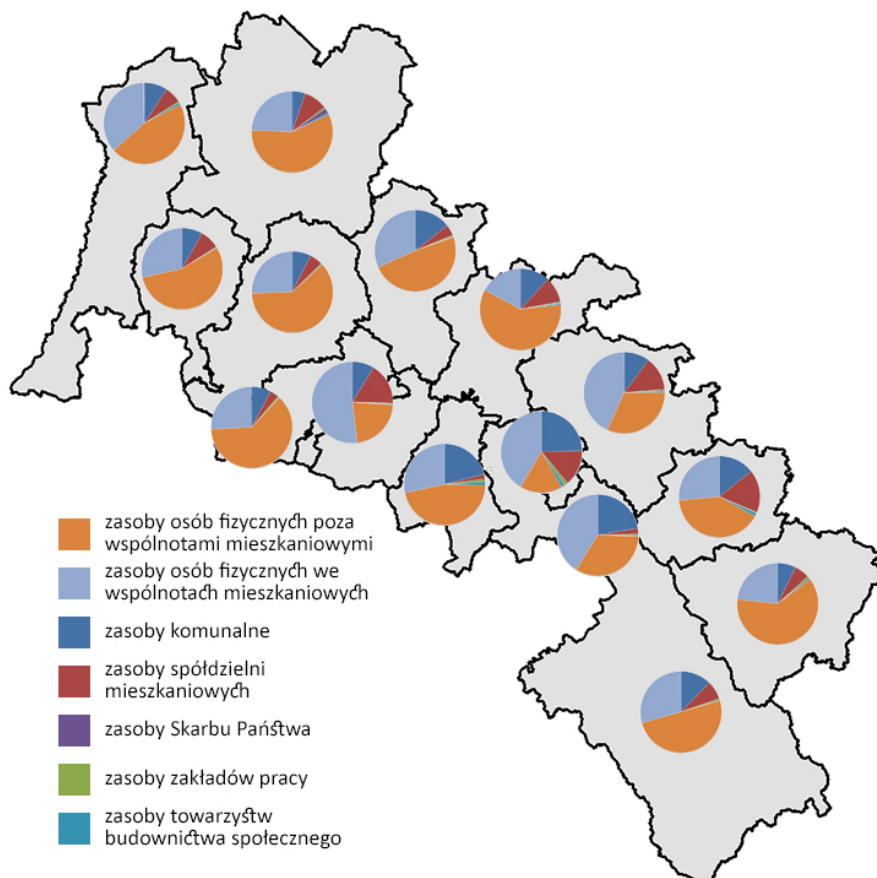 zasoby osób fizycznych poza
wspólnotami mieszkaniowymi
zasoby osób fizycznych we
wspólnotach mieszkaniowych
zasoby komunalne
zasoby spółdzielni
mieszkaniowych
zasoby Skarbu Państwa
zasoby zakładów pracy
zasoby towarzystw
budownictwa społecznego